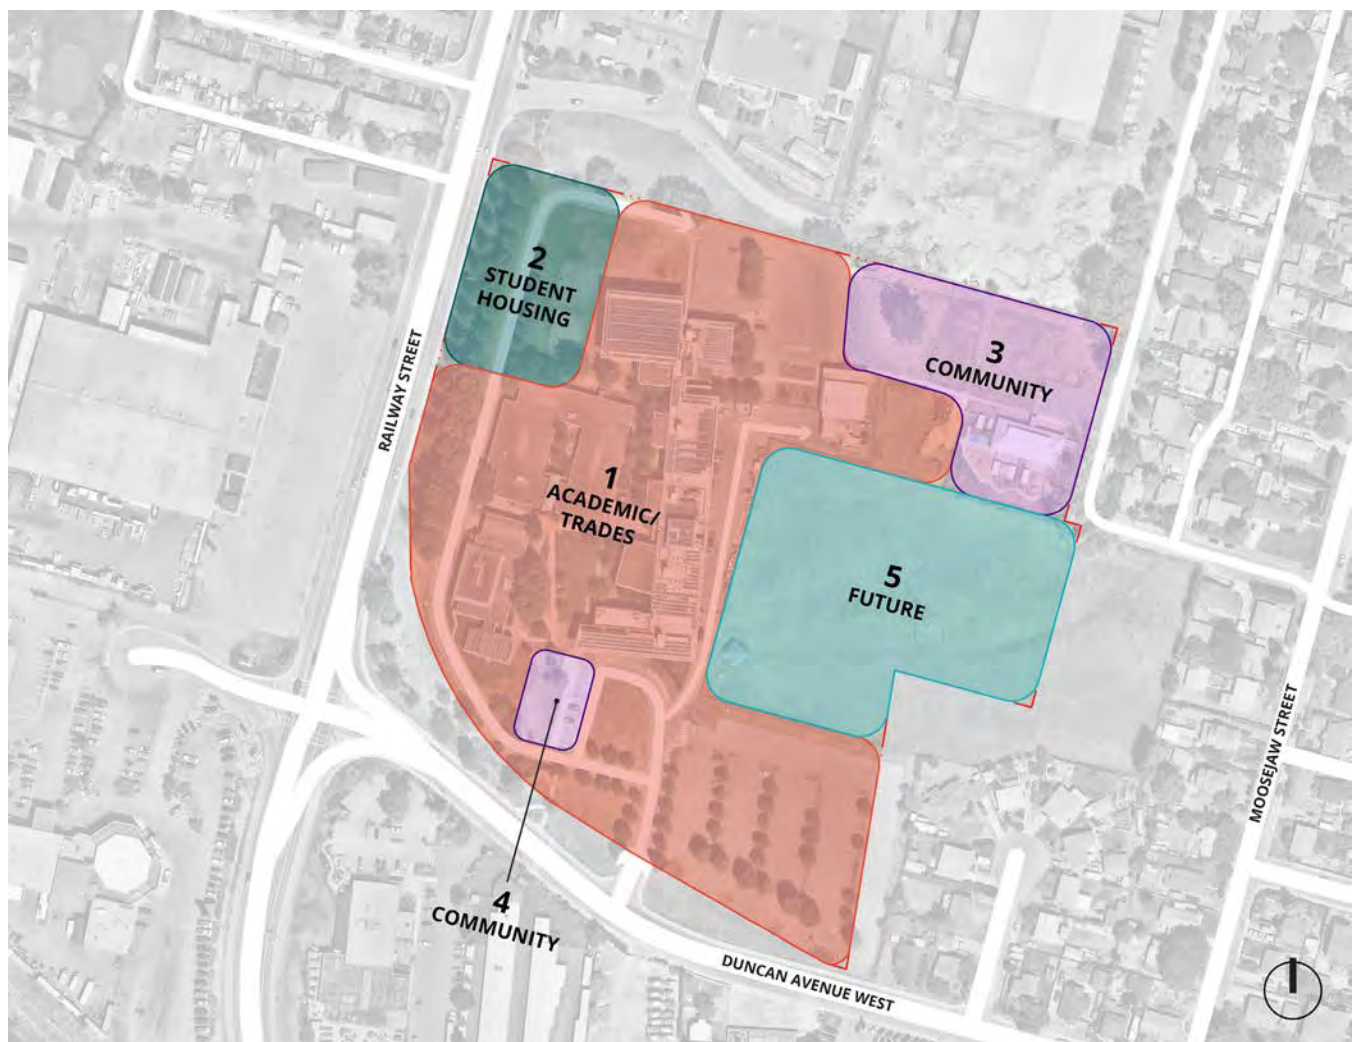 2
STUDENT
HOUSING
3
COMMUNITY
RAILWAY STREET
1
ACADEMIC/
TRADES
5
FUTURE
MOOSEJAW STREET
4
COMMUNITY
DUNCAN AVENUE WEST